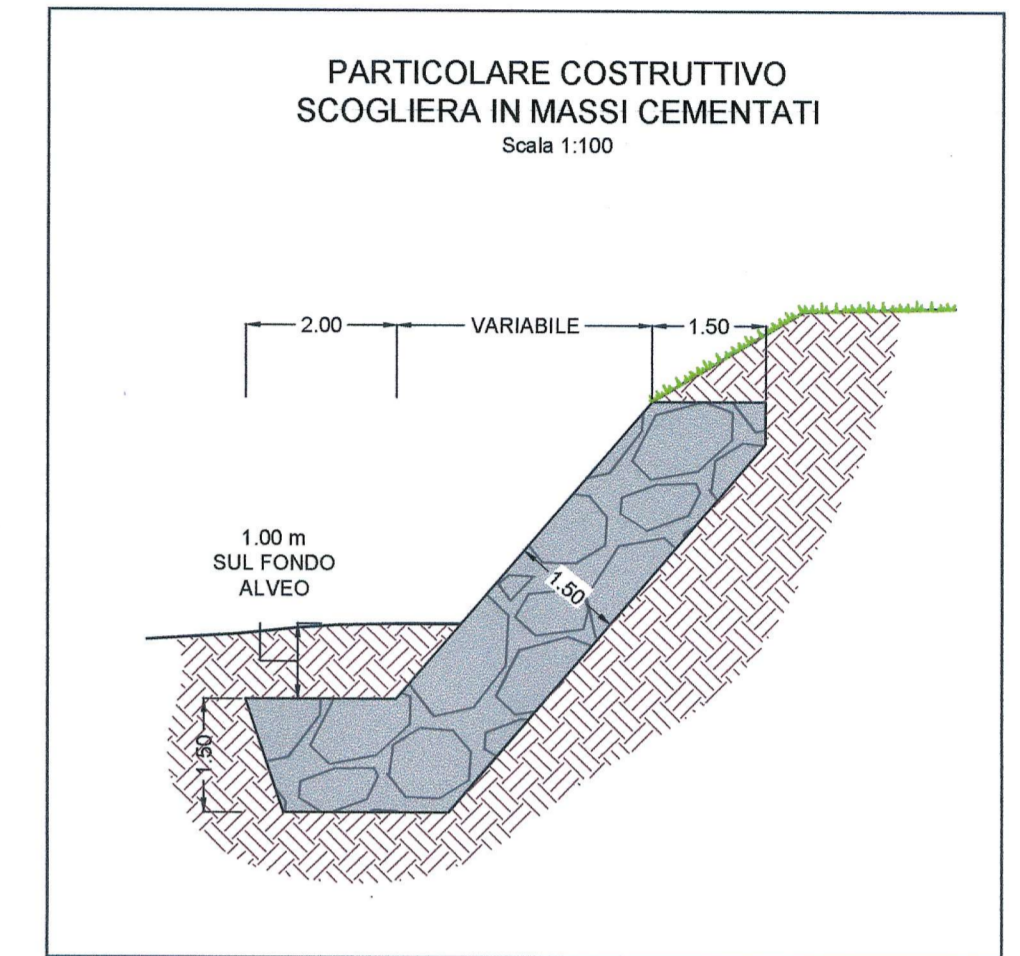 PARTICOLARE COSTRUTTIVO
SCOGLIERA IN MASSI CEMENTATI
Scala 1:100
2.00
VARIABILE
1.50
1.00 m
SUL FONDO
ALVEO
1.50
1.50